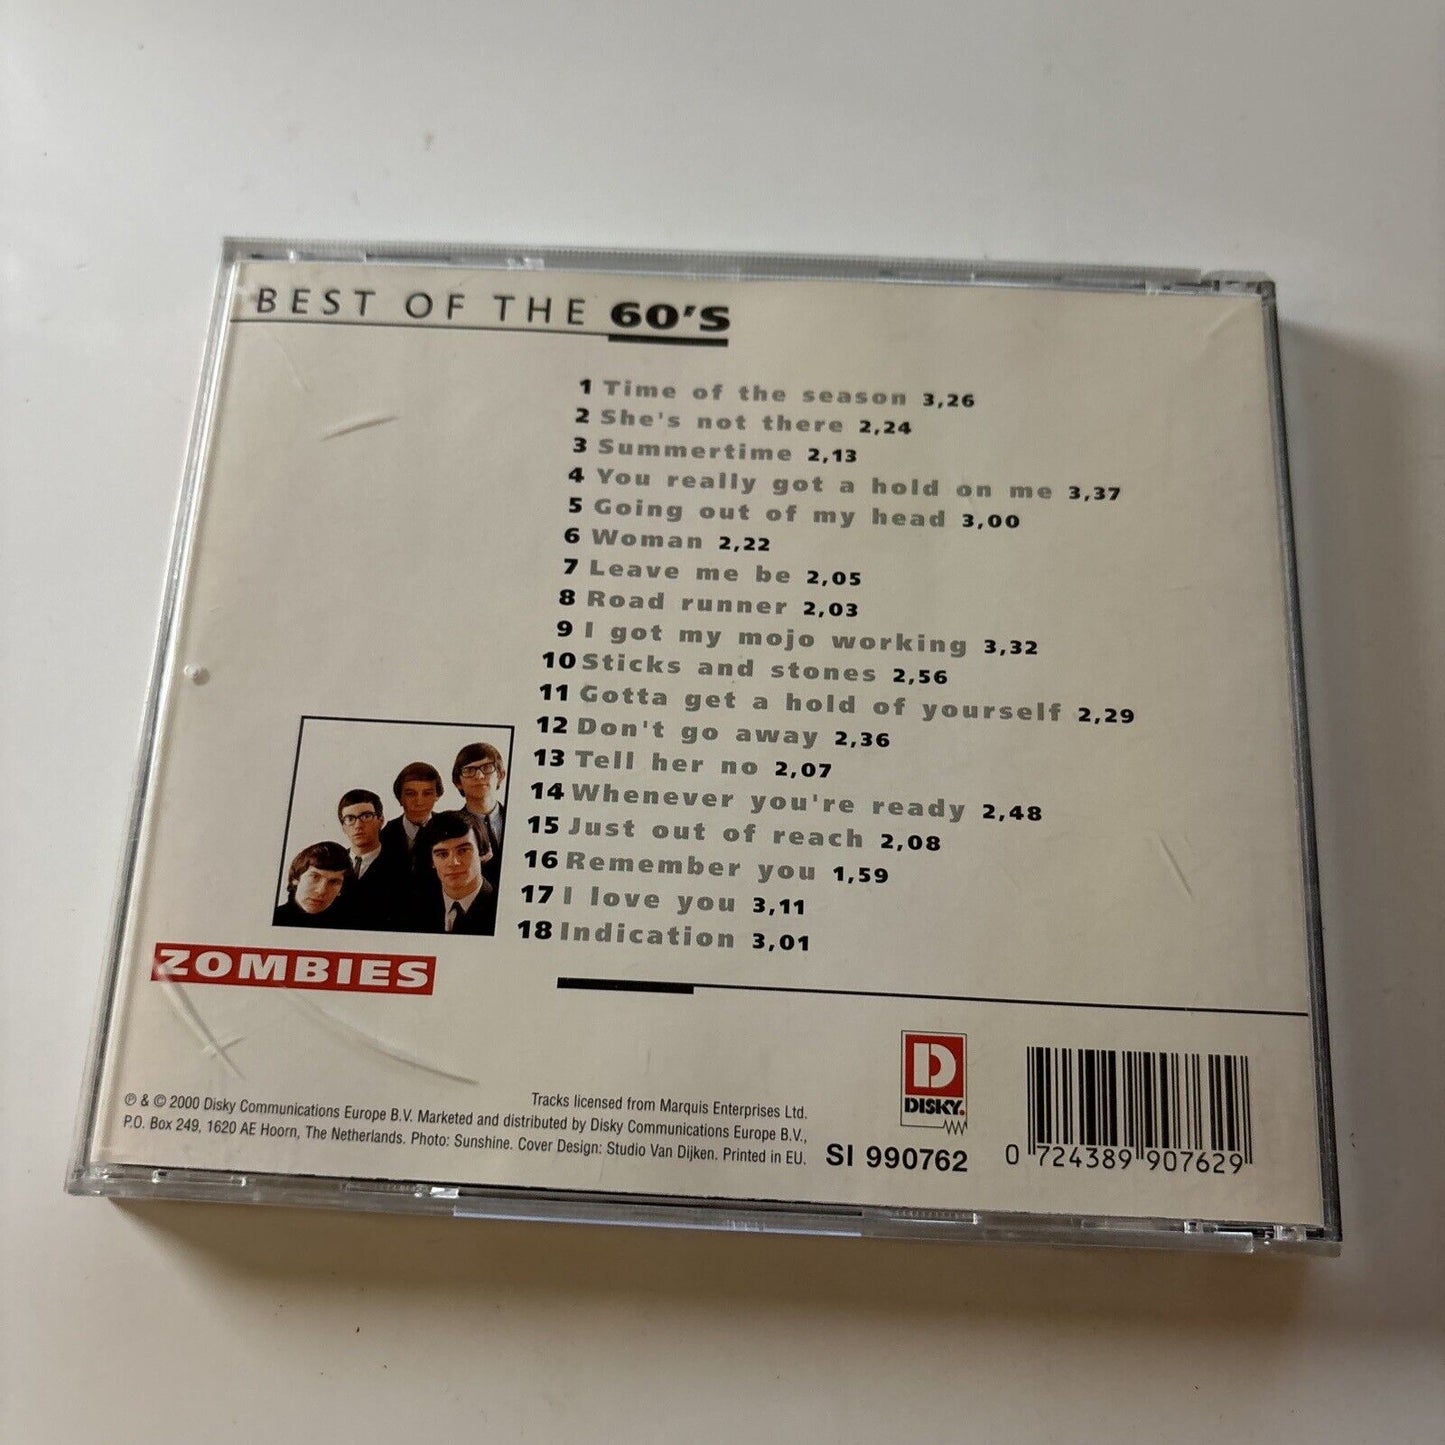 BEST OF THE 60'S
1 Time of the season 3,26
2 She's not there 2,24
3 Summertime 2,13
4 You really got a hold on me 3,37
5 Going out of my head 3,00
6 Woman 2,22
7 Leave me be 2,05
8 Road runner 2,03
9 I got my mojo working 3,32
10 Sticks and stones 2,56
11 Gotta get a hold of yourself 2,29
12 Don't go away 2,36
13 Tell her no 2,07
14 Whenever you're ready 2,48
15 Just out of reach 2,08
16 Remember you 1,59
17 I love you 3,11
18 Indication 3,01
ZOMBIES
Tracks licensed from Marquis Enterprises Ltd.
℗ & © 2000 Disky Communications Europe B.V. Marketed and distributed by Disky Communications Europe B.V.,
P.O. Box 249, 1620 AE Hoorn, The Netherlands. Photo: Sunshine. Cover Design: Studio Van Dijken. Printed in EU.
D
DISKY.
SI 990762
0 724389 907629